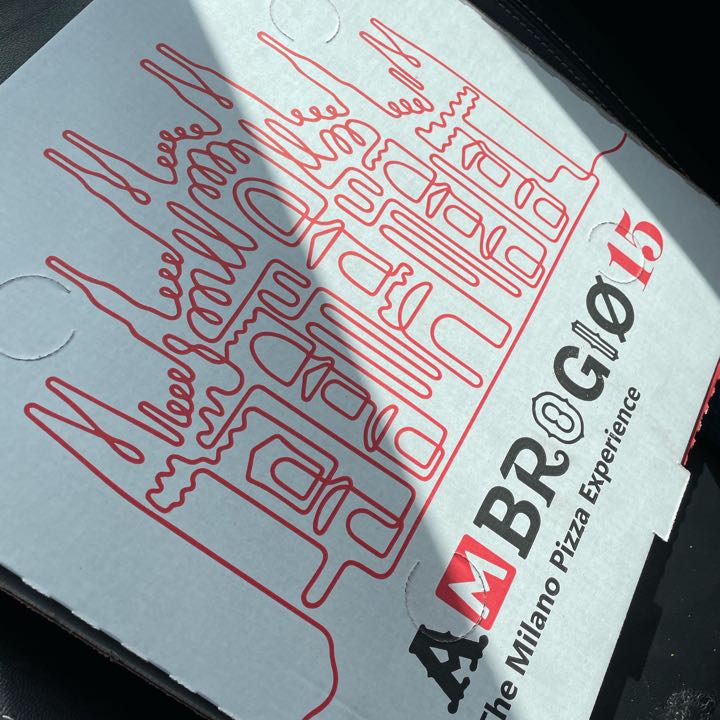 AMBROGIO15
The Milano Pizza Experience